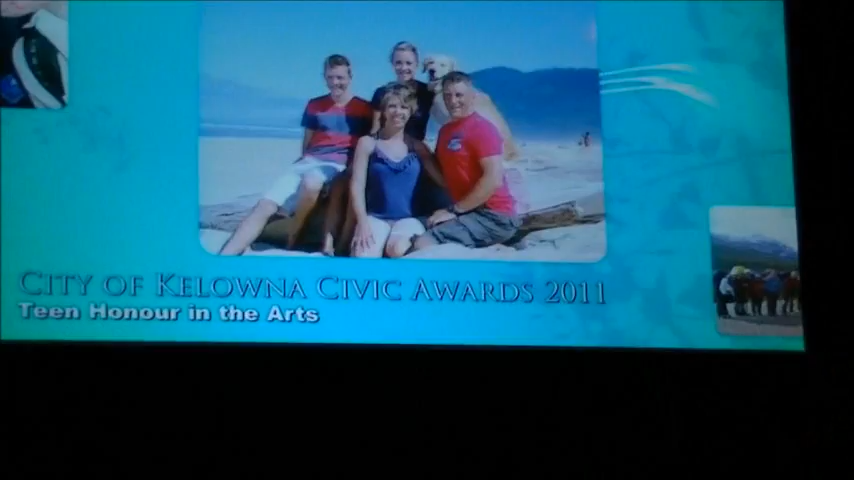 City of Kelowna Civic Awards 2011
Teen Honour in the Arts